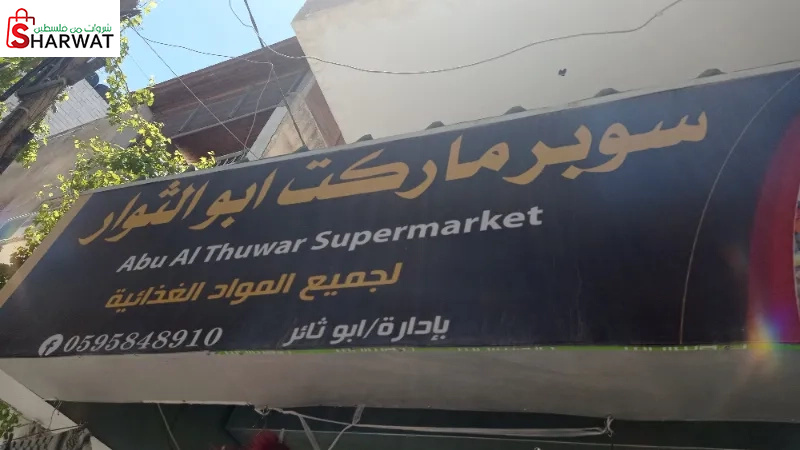 شروات من فلسطين
SHARWAT
سوبر ماركت ابو الثوار
Abu Al Thuwar Supermarket
لجميع المواد الغذائية
بإدارة/ابو ثائر
0595848910